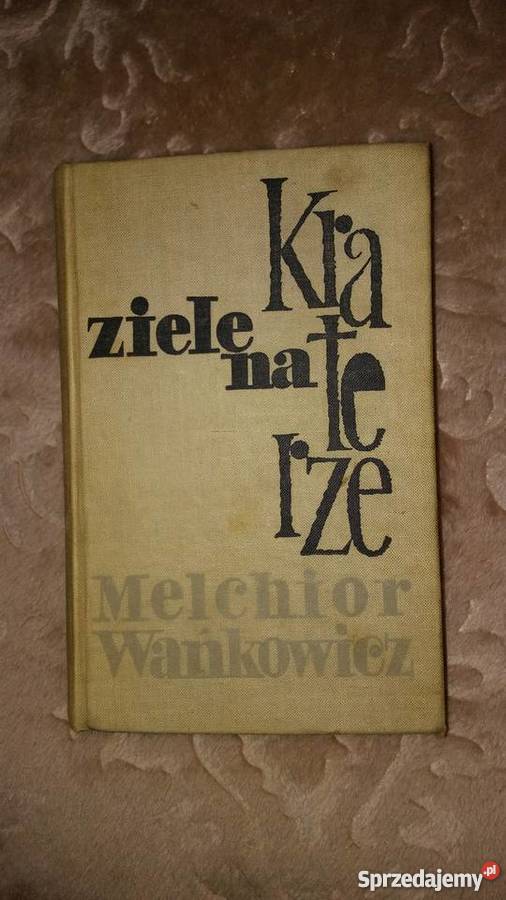 ziele na
Kra
te
rze
Melchior
Wańkowicz
Sprzedajemy.pl